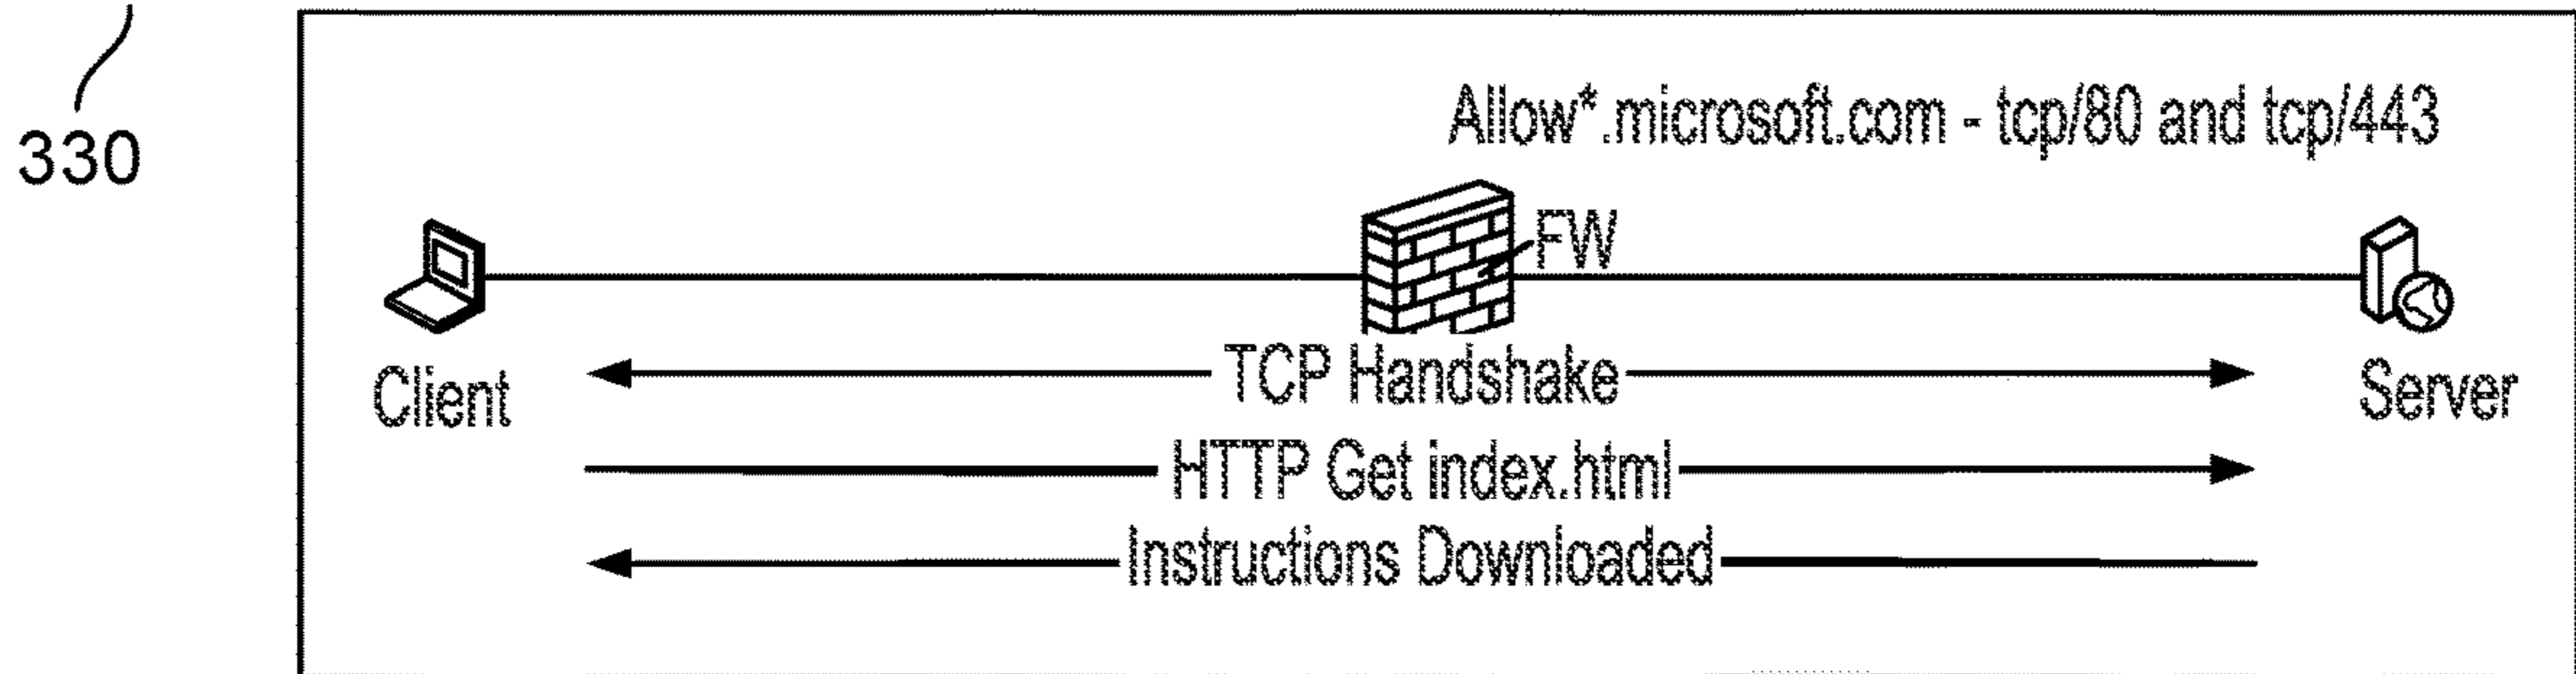 330
Allow*.microsoft.com - tcp/80 and tcp/443
FW
Client
TCP Handshake
Server
HTTP Get index.html
Instructions Downloaded